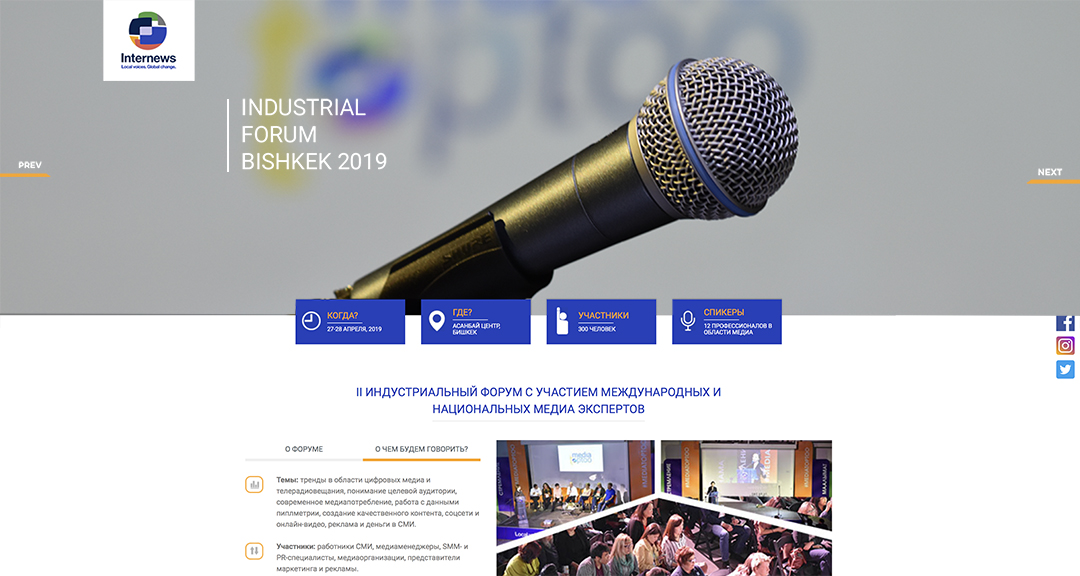 Internews
Local voices. Global change.
INDUSTRIAL
FORUM
BISHKEK 2019
PREV
NEXT
SHURE
КОГДА?
27-28 АПРЕЛЯ, 2019
ГДЕ?
АСАНБАЙ ЦЕНТР,
БИШКЕК
УЧАСТНИКИ
300 ЧЕЛОВЕК
СПИКЕРЫ
12 ПРОФЕССИОНАЛОВ В
ОБЛАСТИ МЕДИА
II ИНДУСТРИАЛЬНЫЙ ФОРУМ С УЧАСТИЕМ МЕЖДУНАРОДНЫХ И
НАЦИОНАЛЬНЫХ МЕДИА ЭКСПЕРТОВ
О ФОРУМЕ
О ЧЕМ БУДЕМ ГОВОРИТЬ?
Темы: тренды в области цифровых медиа и
телерадиовещания, понимание целевой аудитории,
современное медиапотребление, работа с данными
пиплметрии, создание качественного контента, соцсети и
онлайн-видео, реклама и деньги в СМИ.
Участники: работники СМИ, медиаменеджеры, SMM- и
PR-специалисты, медиаорганизации, представители
маркетинга и рекламы.
media